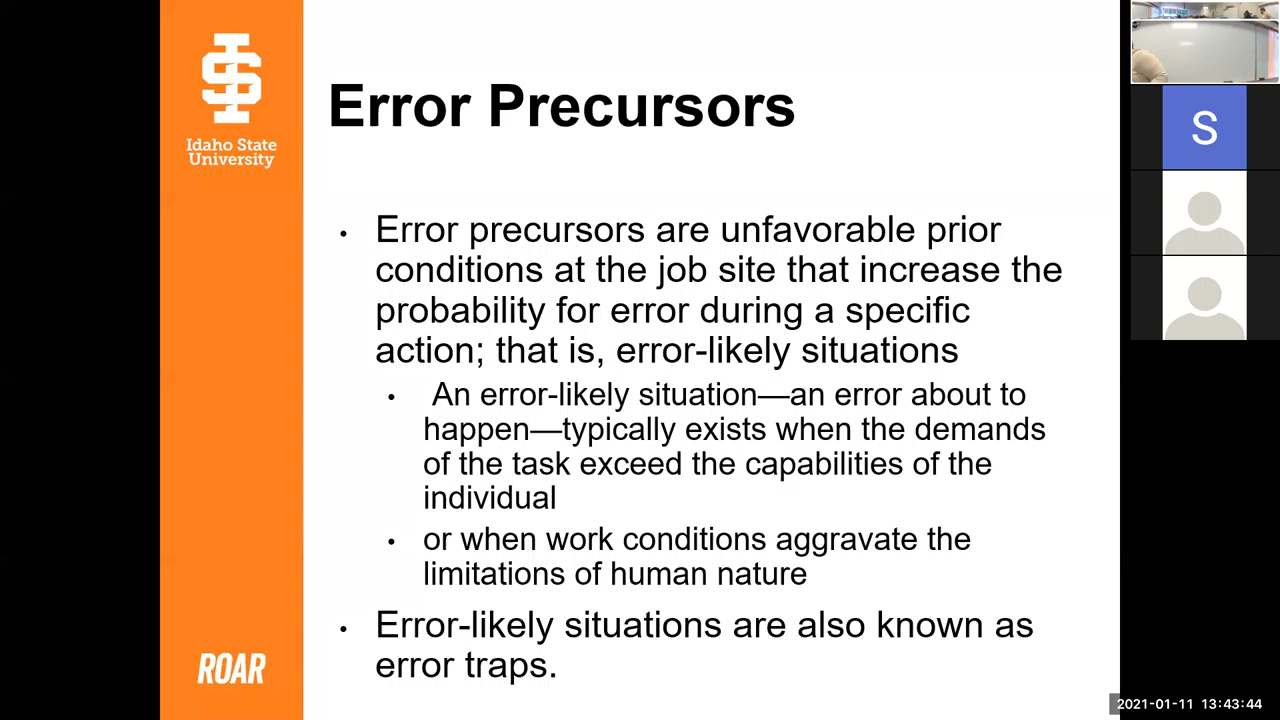 Idaho State
University
Error Precursors
• Error precursors are unfavorable prior
conditions at the job site that increase the
probability for error during a specific
action; that is, error-likely situations
• An error-likely situation—an error about to
happen—typically exists when the demands
of the task exceed the capabilities of the
individual
• or when work conditions aggravate the
limitations of human nature
• Error-likely situations are also known as
error traps.
ROAR
S
2021-01-11 13:43:44